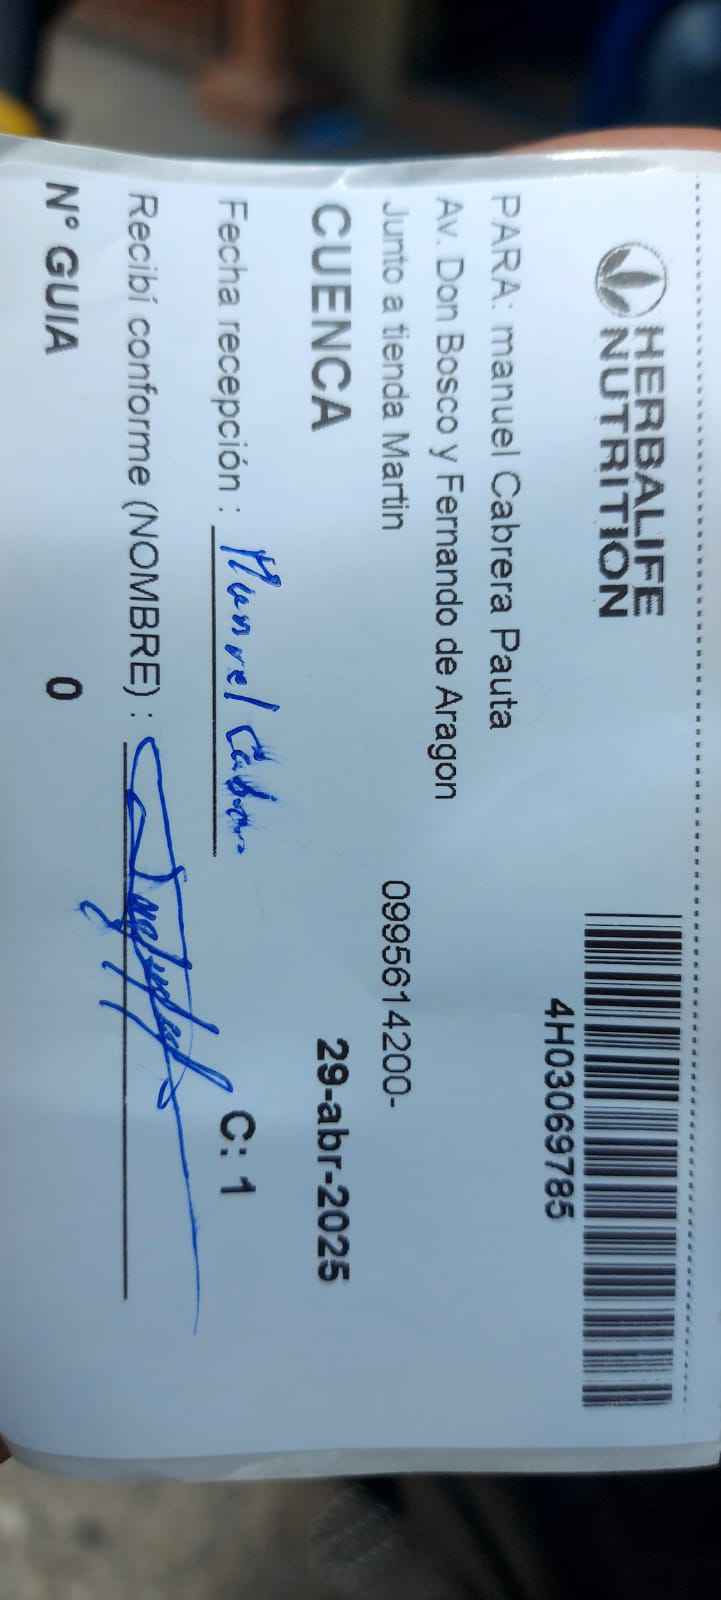 HERBALIFE
NUTRITION
4H03069785
PARA: manuel Cabrera Pauta
Av. Don Bosco y Fernando de Aragon
Junto a tienda Martin 0995614200-
CUENCA 29-abr-2025
Fecha recepción : Manuel C: 1
Recibí conforme (NOMBRE) :
N° GUIA 0